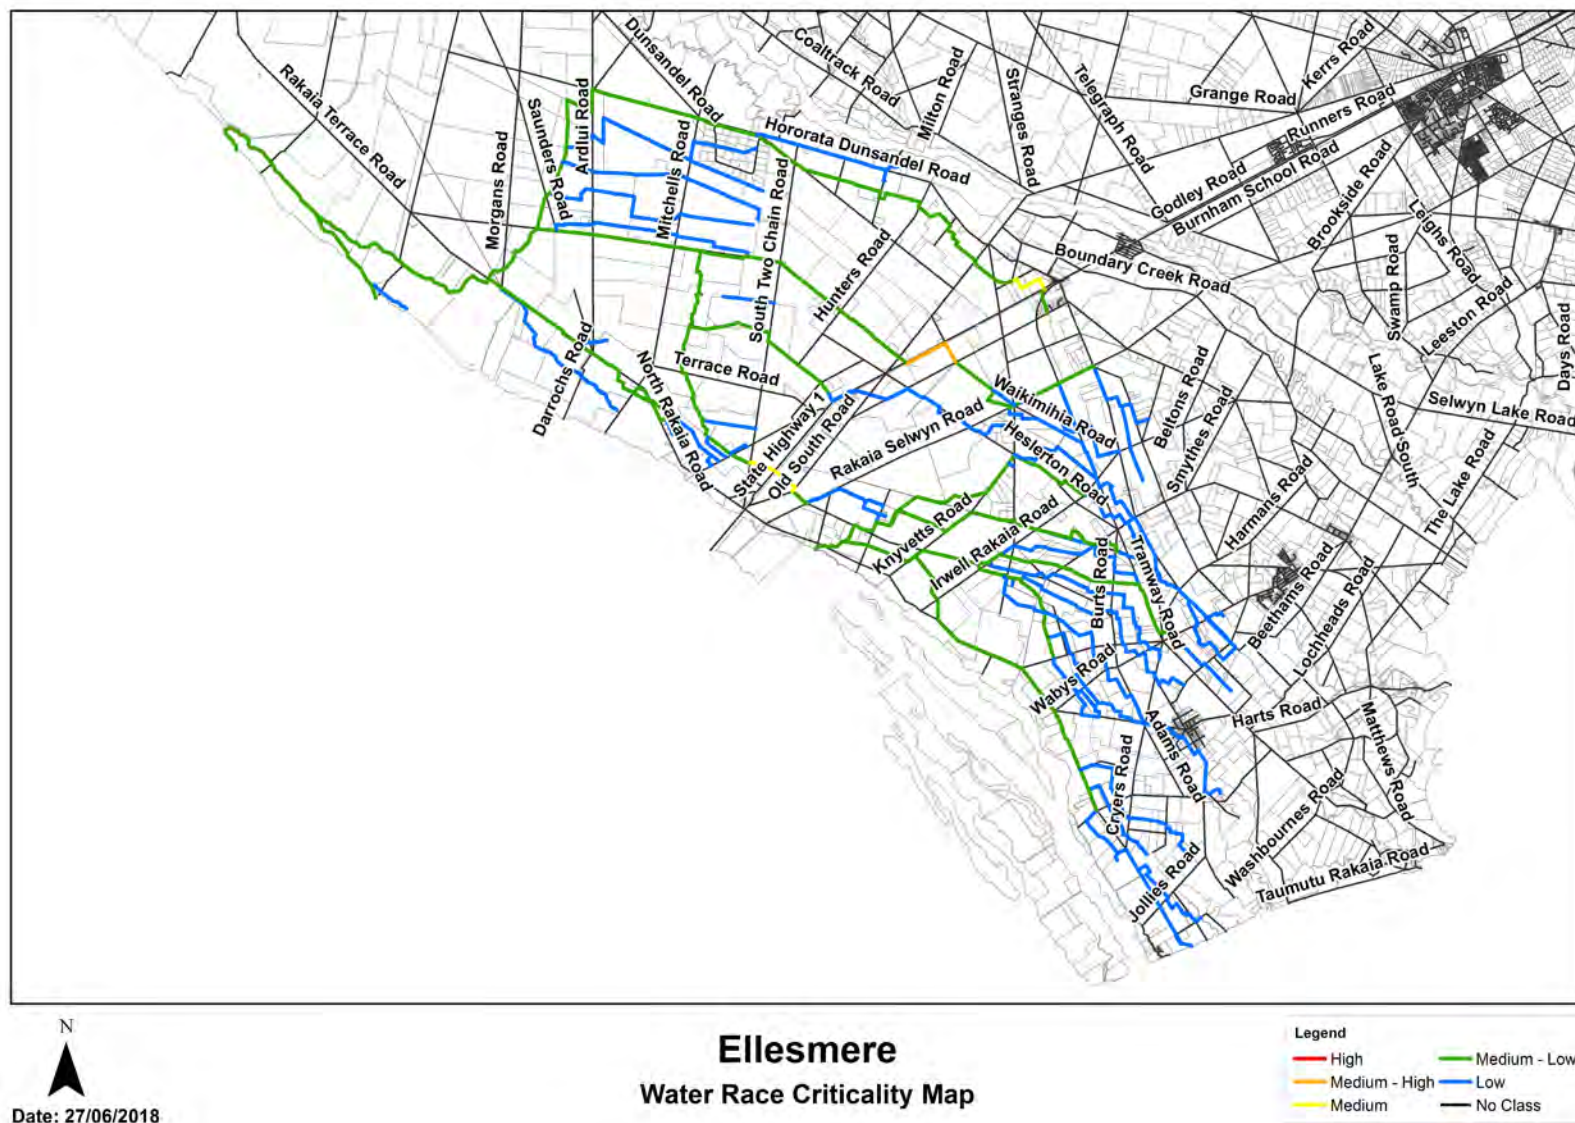 Dunsandel Road
Coaltrack Road
Milton Road
Stranges Road
Telegraph Road
Grange Road
Kerrs Road
Runners Road
Rakaia Terrace Road
Ardlui Road
Saunders Road
Morgans Road
Mitchells Road
Hororata Dunsandel Road
South Two Chain Road
Hunters Road
Godley Road
Burnham School Road
Brookside Road
Leighs Road
Boundary Creek Road
Swamp Road
Leeston Road
Days Road
Darrochs Road
North Rakaia Road
Terrace Road
State Highway 1
Old South Road
Rakaia Selwyn Road
Waikimihia Road
Heslerton Road
Beltons Road
Smythes Road
Lake Road South
Selwyn Lake Road
The Lake Road
Harmans Road
Knyvetts Road
Irwell Rakaia Road
Burts Road
Tramway Road
Beethams Road
Lochheads Road
Wabys Road
Adams Road
Harts Road
Matthews Road
Cryers Road
Washbournes Road
Jollies Road
Taumutu Rakaia Road
N
Date: 27/06/2018
Ellesmere
Water Race Criticality Map
Legend
High
Medium - High
Medium
Medium - Low
Low
No Class